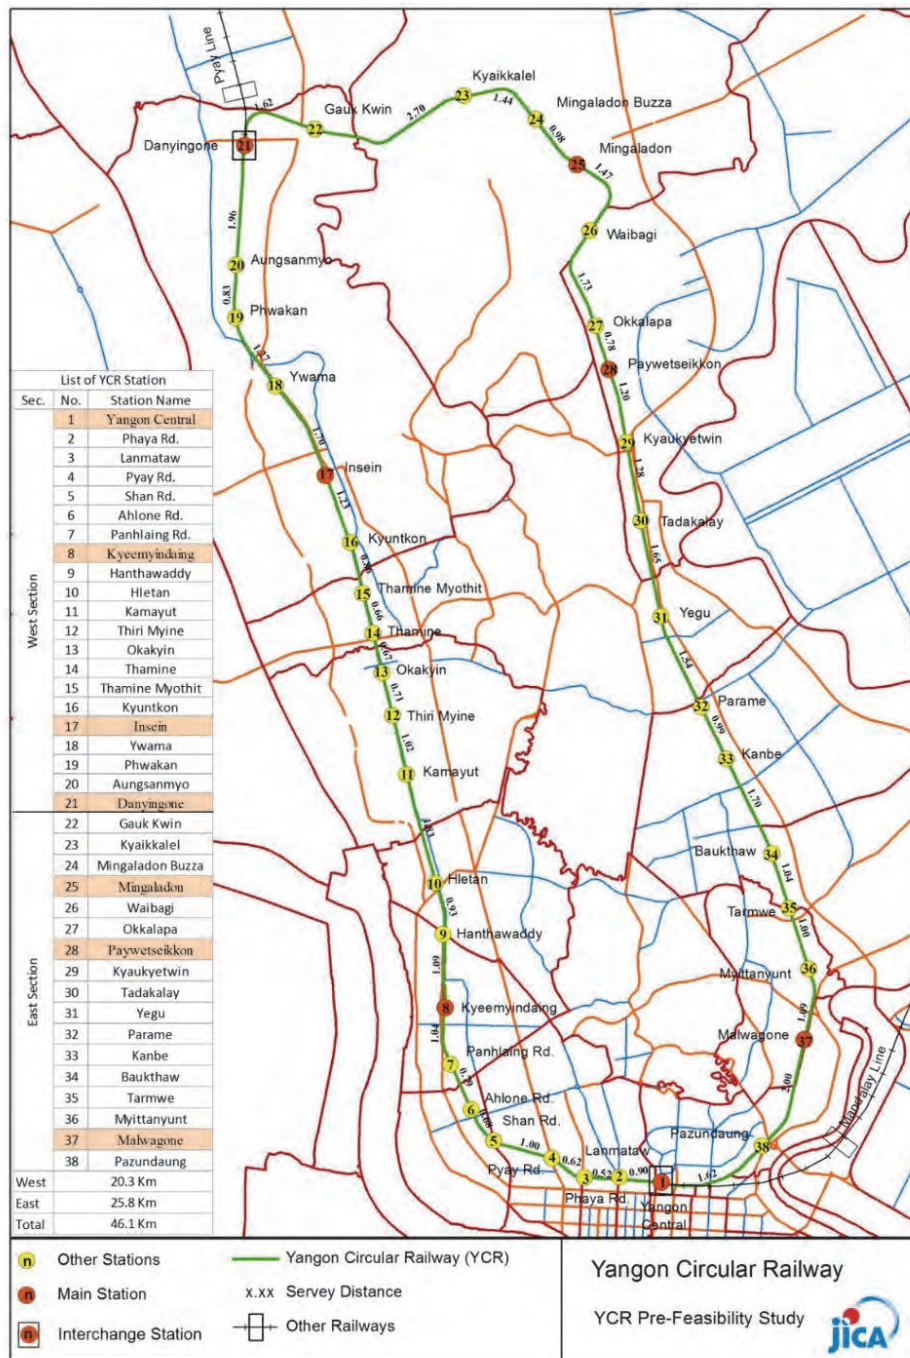 Pyay Line
1.62
Gauk Kwin
22
2.70
Kyaikkalel
23
1.44
24
Mingaladon Buzza
0.98
25
Mingaladon
1.47
26
Waibagi
1.73
27
Okkalapa
0.78
28
Paywetseikkon
1.20
29
Kyaukyetwin
1.28
30
Tadakalay
1.65
31
Yegu
1.54
32
Parame
0.99
33
Kanbe
1.70
Baukthaw
34
1.04
35
Tarmwe
1.00
Myittanyunt
36
1.09
Malwagone
37
2.00
Mandalay Line
Pazundaung
38
1.62
Danyingone
21
1.96
20
Aungsanmyo
0.83
19
Phwakan
18
Ywama
1.70
17
Insein
1.23
16
Kyuntkon
15
Thamine Myothit
0.66
14
Thamine
0.67
13
Okakyin
0.71
12
Thiri Myine
1.02
11
Kamayut
10
Hletan
0.93
9
Hanthawaddy
1.09
8
Kyeemyindaing
1.04
7
Panhlaing Rd.
6
Ahlone Rd.
5
Shan Rd.
1.00
4
Pyay Rd.
0.62
3
Lanmataw
0.52
2
Phaya Rd.
0.90
1
Yangon
Central
List of YCR Station
Sec. No. Station Name
West Section
1 Yangon Central
2 Phaya Rd.
3 Lanmataw
4 Pyay Rd.
5 Shan Rd.
6 Ahlone Rd.
7 Panhlaing Rd.
8 Kyeemyindaing
9 Hanthawaddy
10 Hletan
11 Kamayut
12 Thiri Myine
13 Okakyin
14 Thamine
15 Thamine Myothit
16 Kyuntkon
17 Insein
18 Ywama
19 Phwakan
20 Aungsanmyo
21 Danyingone
East Section
22 Gauk Kwin
23 Kyaikkalel
24 Mingaladon Buzza
25 Mingaladon
26 Waibagi
27 Okkalapa
28 Paywetseikkon
29 Kyaukyetwin
30 Tadakalay
31 Yegu
32 Parame
33 Kanbe
34 Baukthaw
35 Tarmwe
36 Myittanyunt
37 Malwagone
38 Pazundaung
West 20.3 Km
East 25.8 Km
Total 46.1 Km
n Other Stations
n Main Station
n Interchange Station
Yangon Circular Railway (YCR)
x.xx Servey Distance
Other Railways
Yangon Circular Railway
YCR Pre-Feasibility Study
JICA